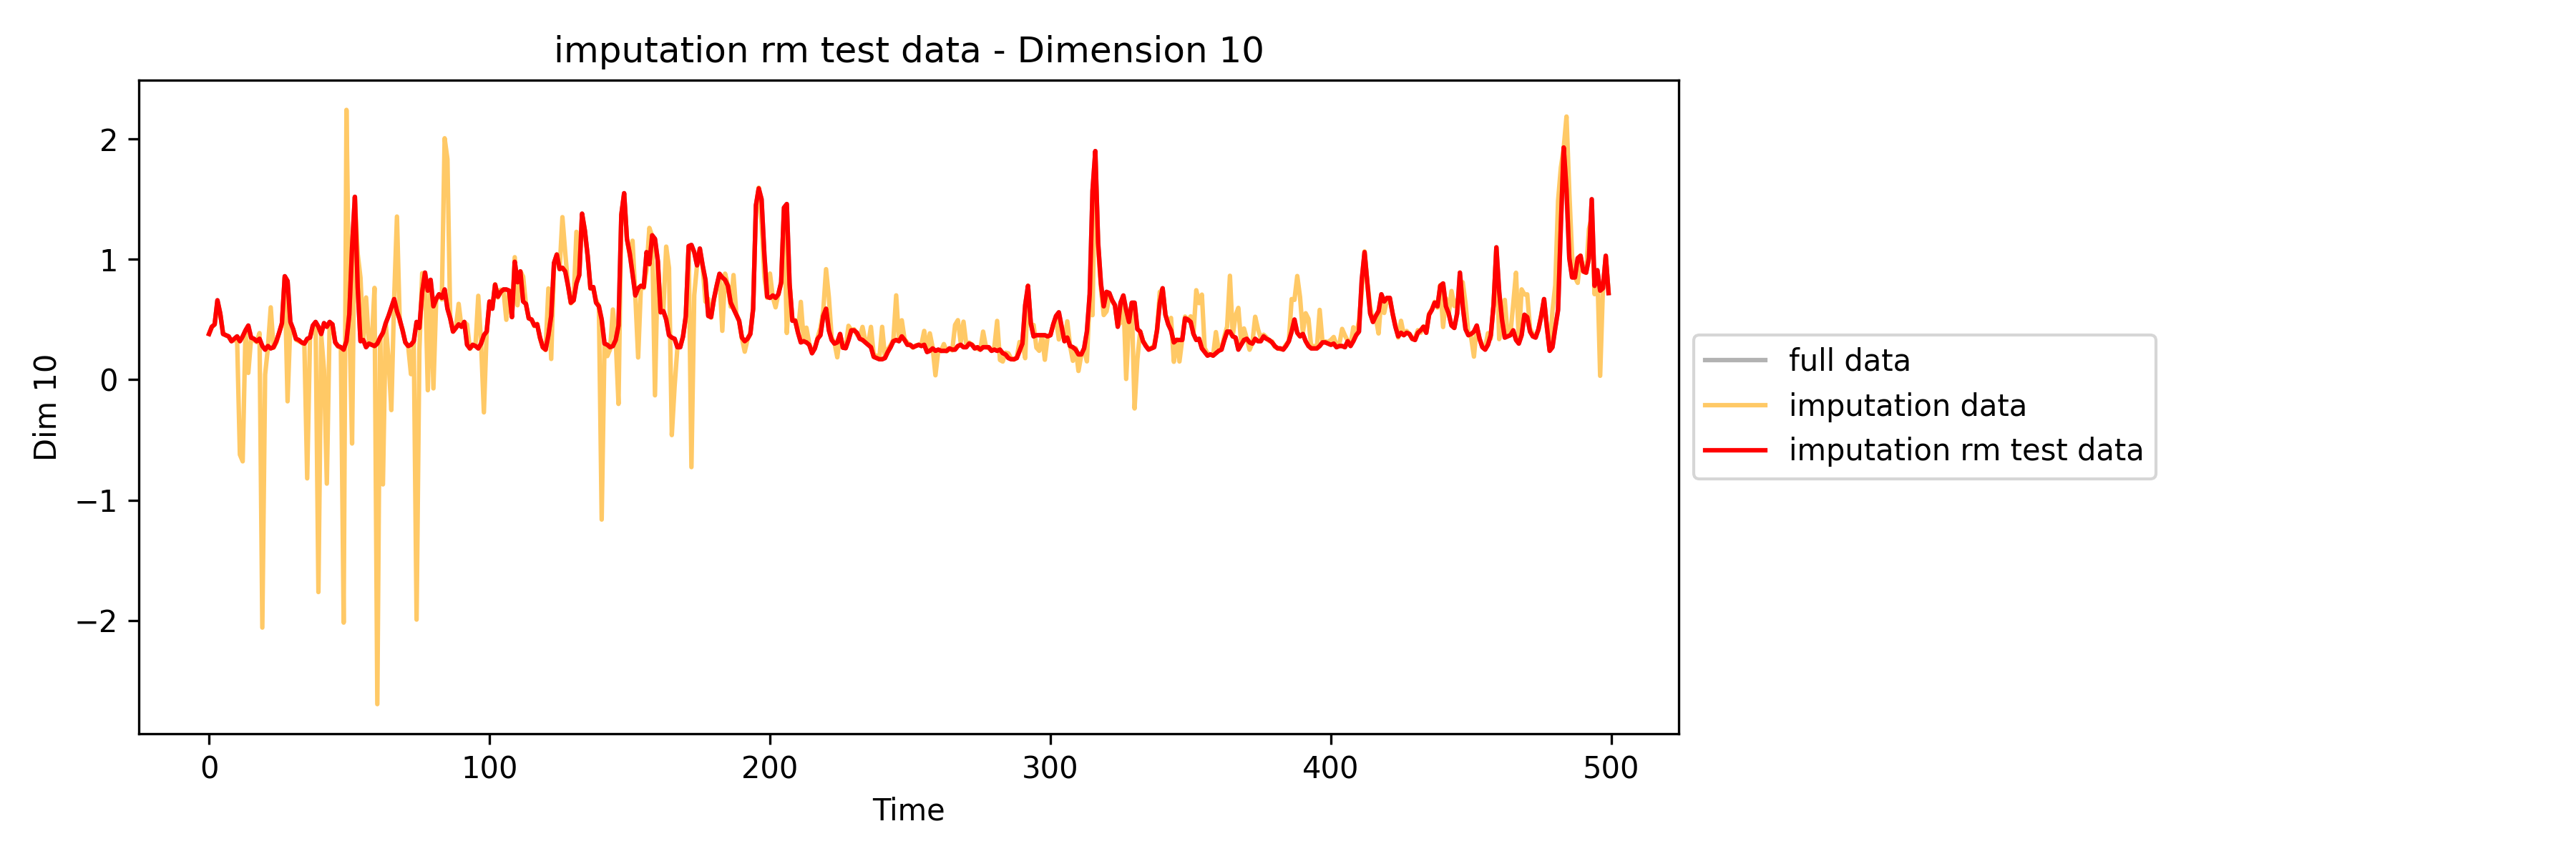 imputation rm test data - Dimension 10
2
1
0
−1
−2
Dim 10
0 100 200 300 400 500
Time
full data
imputation data
imputation rm test data